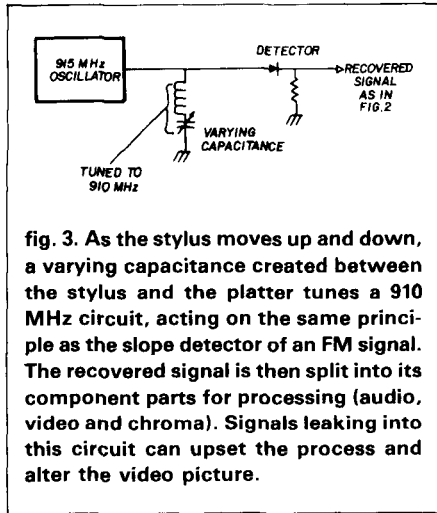 915 MHz
OSCILLATOR
DETECTOR
RECOVERED
SIGNAL
AS IN
FIG.2
VARYING
CAPACITANCE
TUNED TO
910 MHz
fig. 3. As the stylus moves up and down,
a varying capacitance created between
the stylus and the platter tunes a 910
MHz circuit, acting on the same princi-
ple as the slope detector of an FM signal.
The recovered signal is then split into its
component parts for processing (audio,
video and chroma). Signals leaking into
this circuit can upset the process and
alter the video picture.